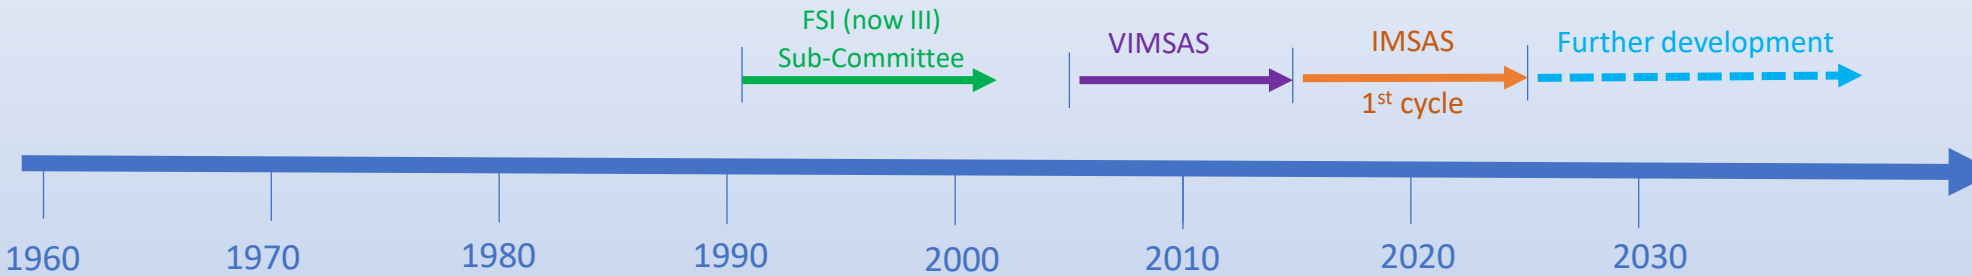 FSI (now III)
Sub-Committee
VIMSAS
IMSAS
1st cycle
Further development
1960
1970
1980
1990
2000
2010
2020
2030